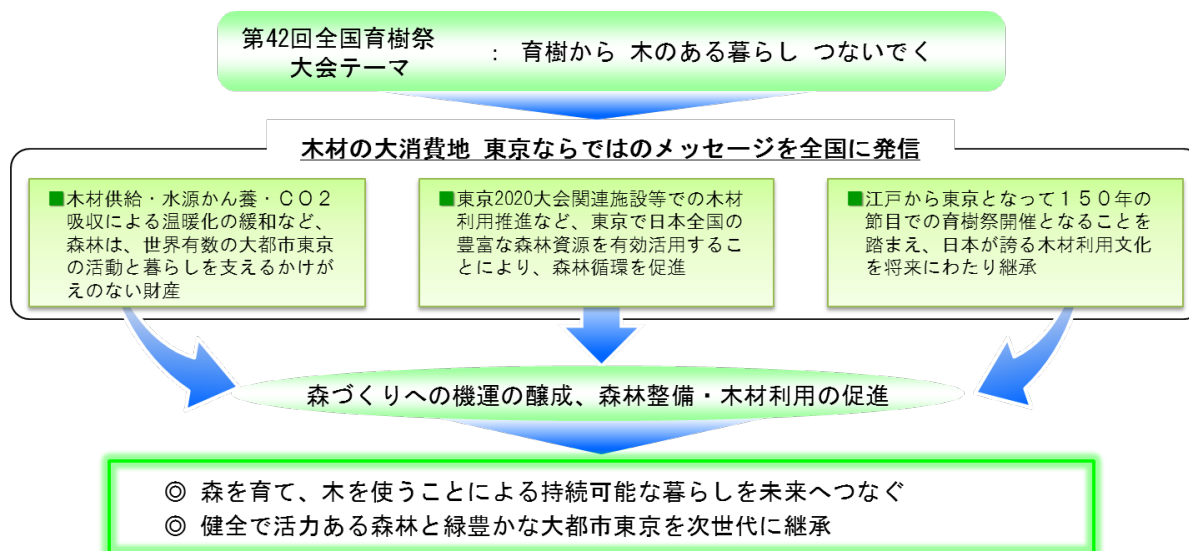 第42回全国育樹祭
大会テーマ ： 育樹から 木のある暮らし つないでく
木材の大消費地 東京ならではのメッセージを全国に発信
■木材供給・水源かん養・ＣＯ２
吸収による温暖化の緩和など、
森林は、世界有数の大都市東京
の活動と暮らしを支えるかけが
えのない財産
■東京2020大会関連施設等での木材
利用推進など、東京で日本全国の
豊富な森林資源を有効活用するこ
とにより、森林循環を促進
■江戸から東京となって１５０年の
節目での育樹祭開催となることを
踏まえ、日本が誇る木材利用文化
を将来にわたり継承
森づくりへの機運の醸成、森林整備・木材利用の促進
◎ 森を育て、木を使うことによる持続可能な暮らしを未来へつなぐ
◎ 健全で活力ある森林と緑豊かな大都市東京を次世代に継承